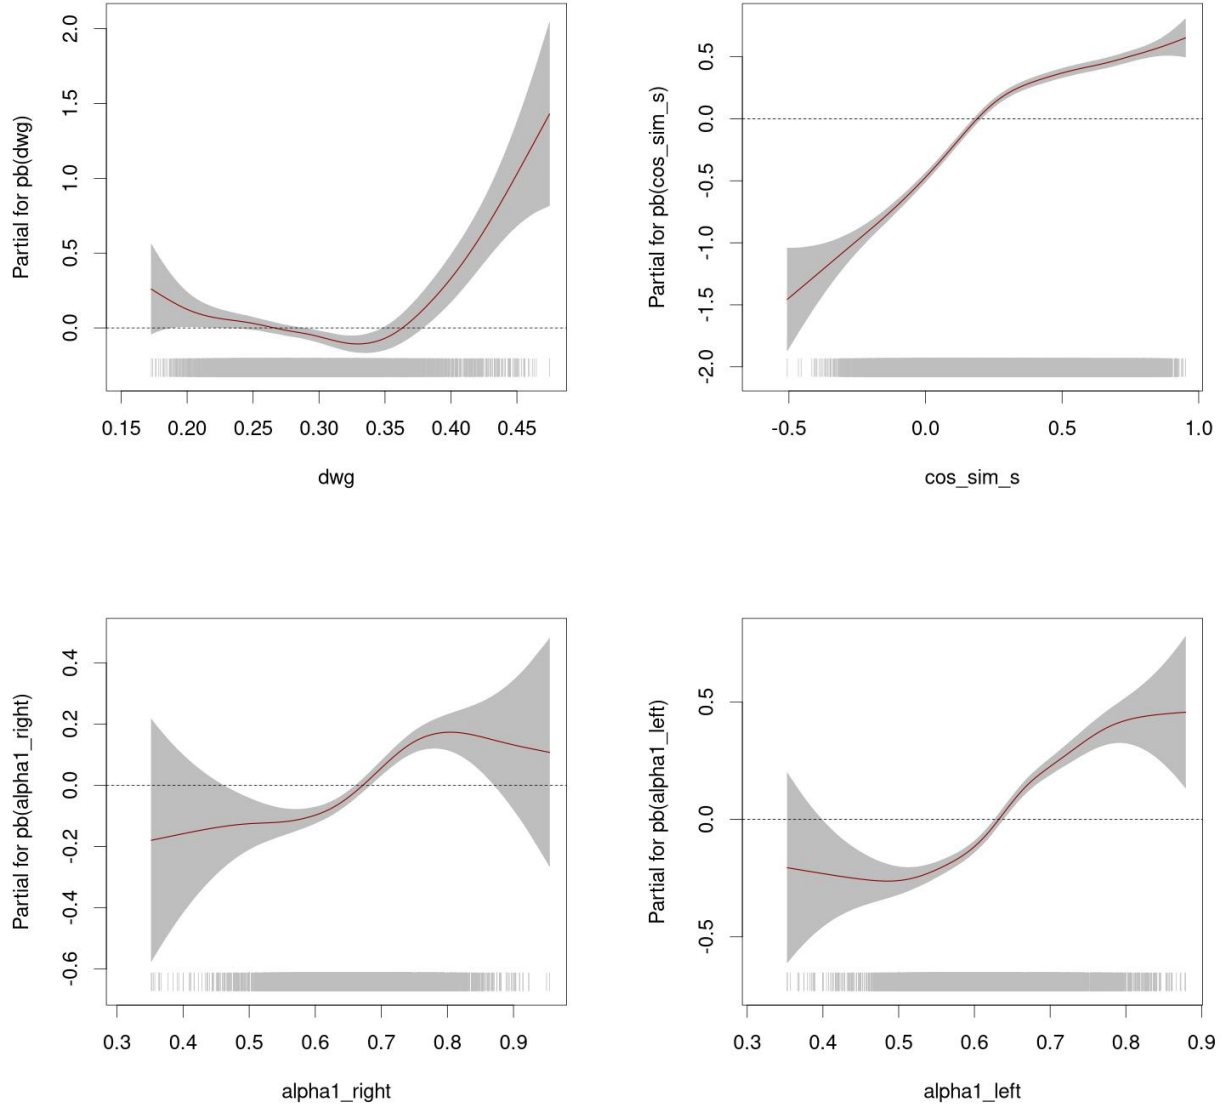 Partial for pb(dwg)
2.0
1.5
1.0
0.5
0.0
0.15 0.20 0.25 0.30 0.35 0.40 0.45
dwg
Partial for pb(cos_sim_s)
0.5
0.0
-0.5
-1.0
-1.5
-2.0
-0.5 0.0 0.5 1.0
cos_sim_s
Partial for pb(alpha1_right)
0.4
0.2
0.0
-0.2
-0.4
-0.6
0.3 0.4 0.5 0.6 0.7 0.8 0.9
alpha1_right
Partial for pb(alpha1_left)
0.5
0.0
-0.5
0.3 0.4 0.5 0.6 0.7 0.8 0.9
alpha1_left